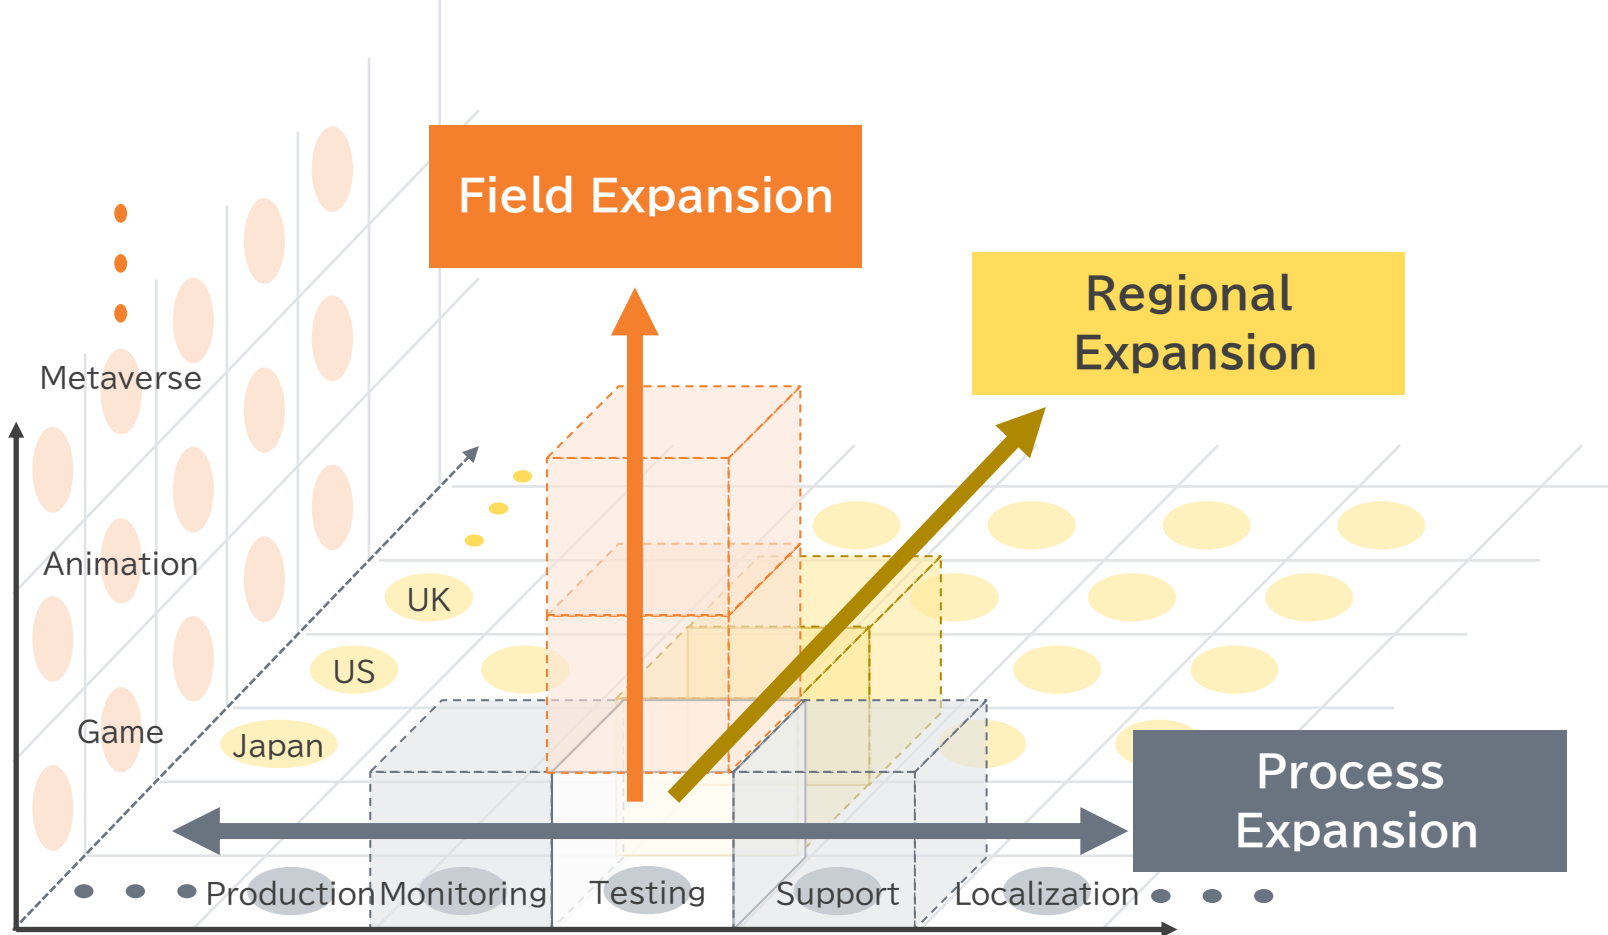 Field Expansion
Regional
Expansion
Metaverse
Animation
UK
US
Game
Japan
Process
Expansion
Production
Monitoring
Testing
Support
Localization